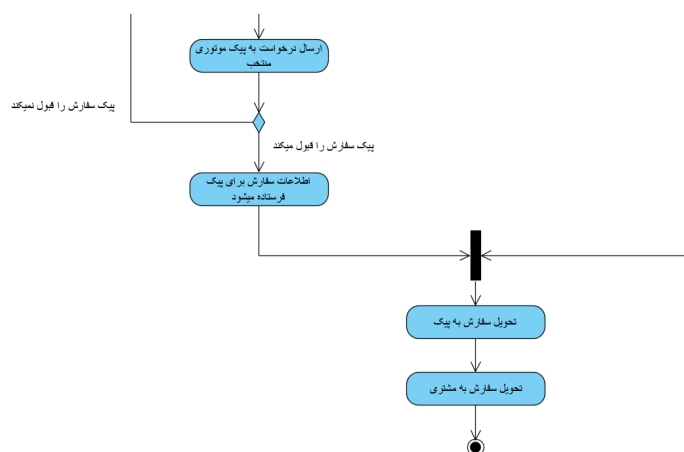 ارسال درخواست به پیک موتوری
منتخب
پیک سفارش را قبول نمیکند
پیک سفارش را قبول میکند
اطلاعات سفارش برای پیک
فرستاده میشود
تحویل سفارش به پیک
تحویل سفارش به مشتری